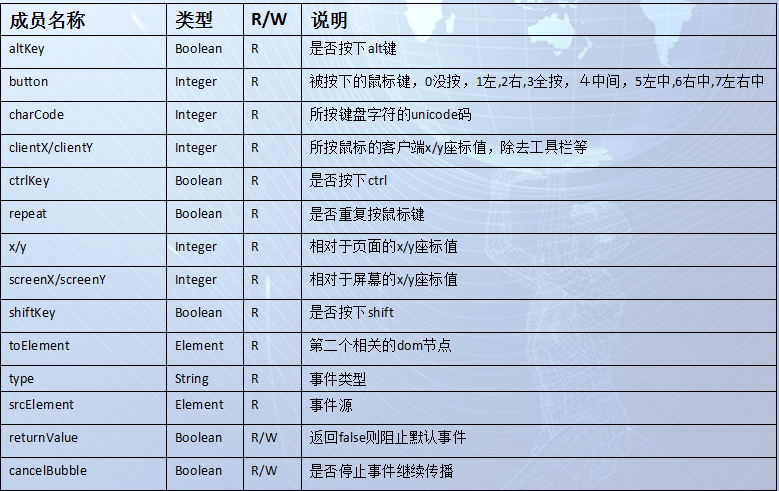 成员名称 类型 R/W 说明
altKey Boolean R 是否按下alt键
button Integer R 被按下的鼠标键，0没按，1左,2右,3全按，４中间，5左中,6右中,7左右中
charCode Integer R 所按键盘字符的unicode码
clientX/clientY Integer R 所按鼠标的客户端x/y座标值，除去工具栏等
ctrlKey Boolean R 是否按下ctrl
repeat Boolean R 是否重复按鼠标键
x/y Integer R 相对于页面的x/y座标值
screenX/screenY Integer R 相对于屏幕的x/y座标值
shiftKey Boolean R 是否按下shift
toElement Element R 第二个相关的dom节点
type String R 事件类型
srcElement Element R 事件源
returnValue Boolean R/W 返回false则阻止默认事件
cancelBubble Boolean R/W 是否停止事件继续传播